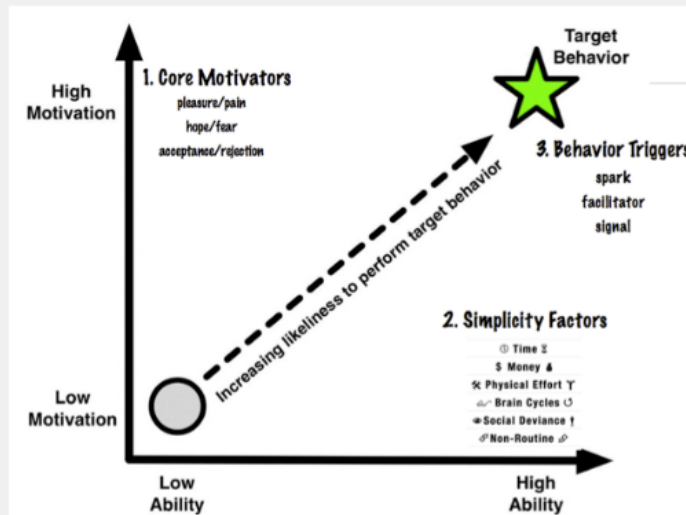 Target
Behavior
High
Motivation
1. Core Motivators
pleasure/pain
hope/fear
acceptance/rejection
3. Behavior Triggers
spark
facilitator
signal
Increasing likeliness to perform target behavior
2. Simplicity Factors
Time
$ Money
Physical Effort
Brain Cycles
Social Deviance
Non-Routine
Low
Motivation
Low
Ability
High
Ability